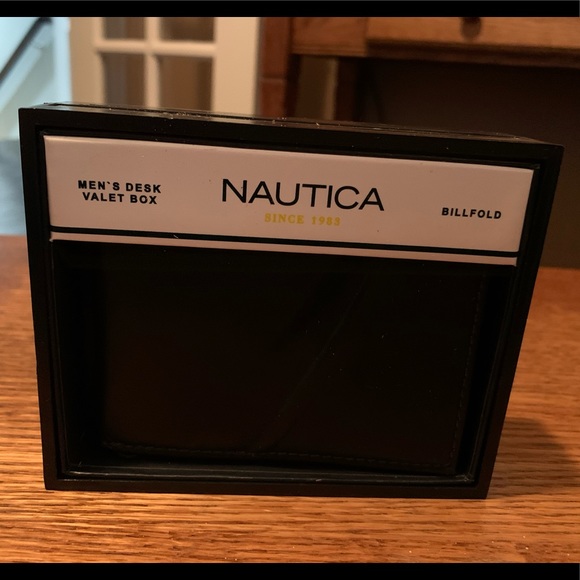 MEN`S DESK
VALET BOX
NAUTICA
SINCE 1983
BILLFOLD